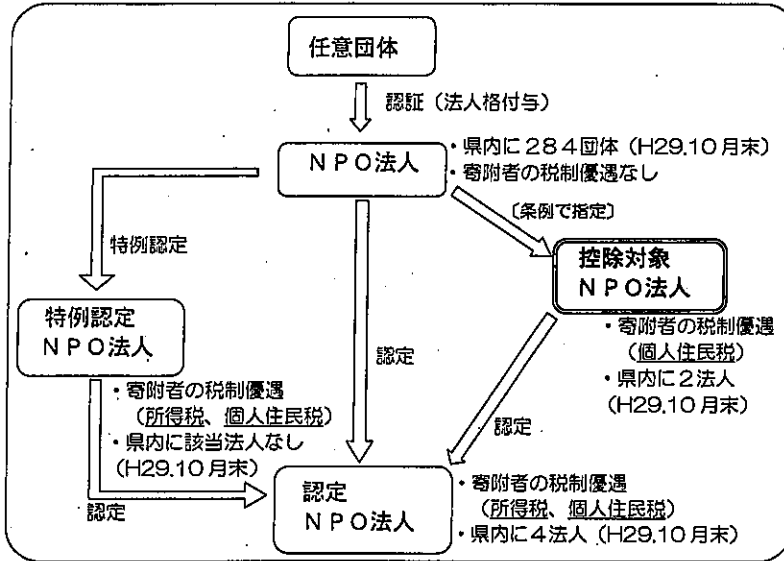 任意団体
認証（法人格付与）
ＮＰＯ法人
・県内に２８４団体（H29.10月末）
・寄附者の税制優遇なし
〔条例で指定〕
特例認定
控除対象
ＮＰＯ法人
・寄附者の税制優遇
（個人住民税）
・県内に２法人
（H29.10月末）
特例認定
ＮＰＯ法人
・寄附者の税制優遇
（所得税、個人住民税）
・県内に該当法人なし
（H29.10月末）
認定
認定
認定
認定
ＮＰＯ法人
・寄附者の税制優遇
（所得税、個人住民税）
・県内に４法人（H29.10月末）